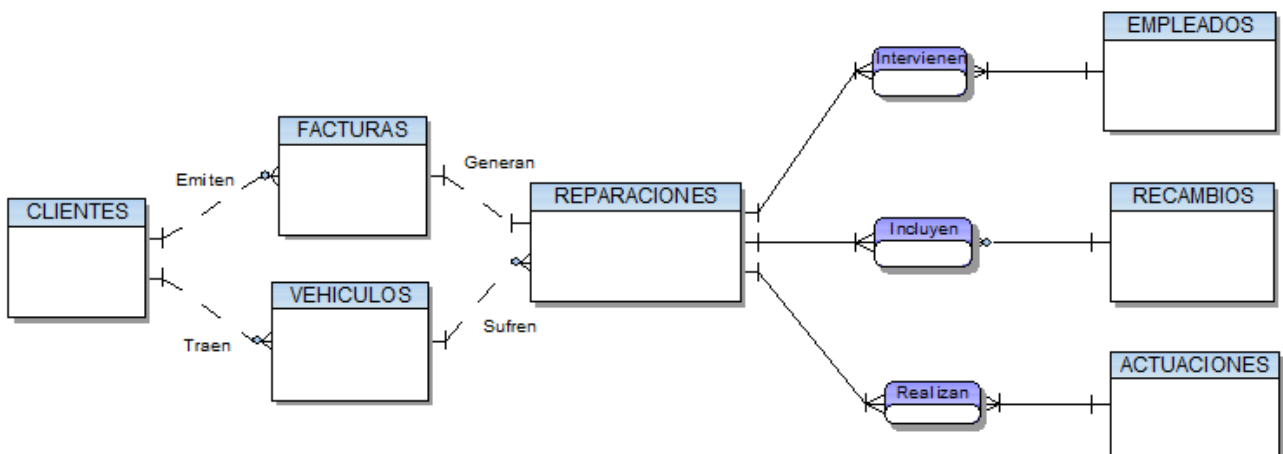 EMPLEADOS
Intervienen
FACTURAS
Generan
Emiten
REPARACIONES
RECAMBIOS
CLIENTES
Incluyen
VEHICULOS
Sufren
Traen
ACTUACIONES
Realizan